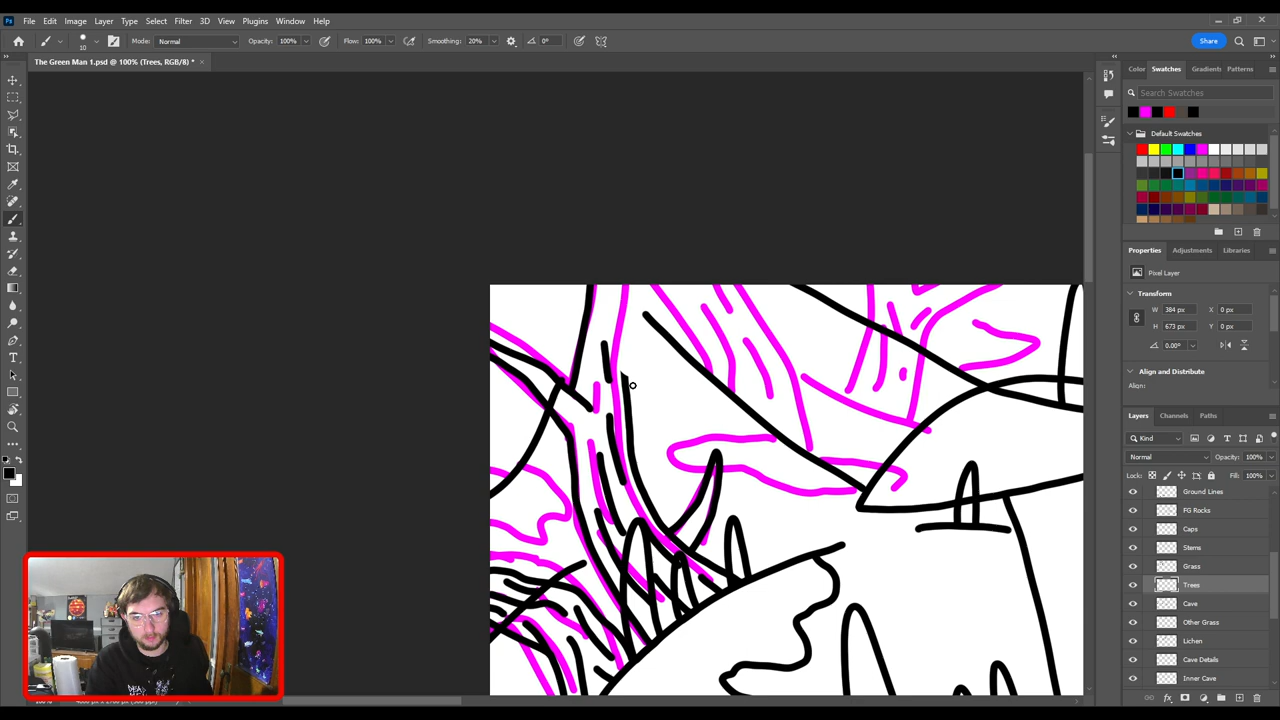 Ps File Edit Image Layer Type Select Filter 3D View Plugins Window Help
10 Mode: Normal Opacity: 100% Flow: 100% Smoothing: 20% 0° Share
The Green Man 1.psd @ 100% (Trees, RGB/8) * ×
Color Swatches Gradients Patterns
Search Swatches
Default Swatches
Properties Adjustments Libraries
Pixel Layer
Transform
W 384 px X 0 px
H 673 px Y 0 px
0.00°
Align and Distribute
Align:
Layers Channels Paths
Kind
Normal Opacity: 100%
Lock: Fill: 100%
Ground Lines
FG Rocks
Caps
Stems
Grass
Trees
Cave
Other Grass
Lichen
Cave Details
Inner Cave